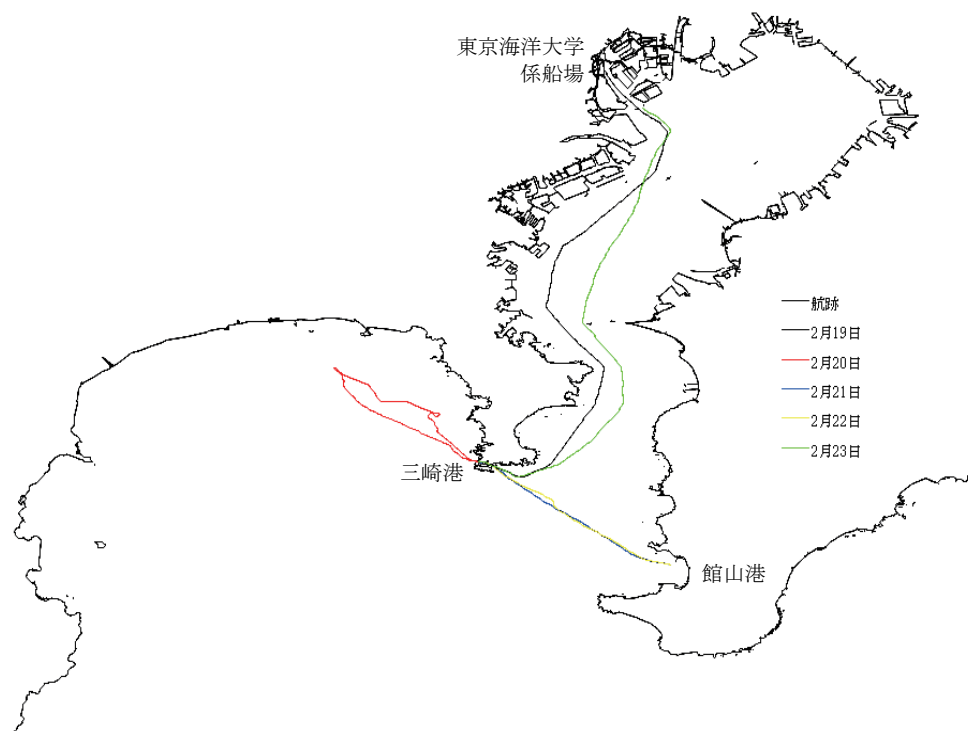 東京海洋大学
係船場
航跡
2月19日
2月20日
2月21日
2月22日
2月23日
三崎港
館山港